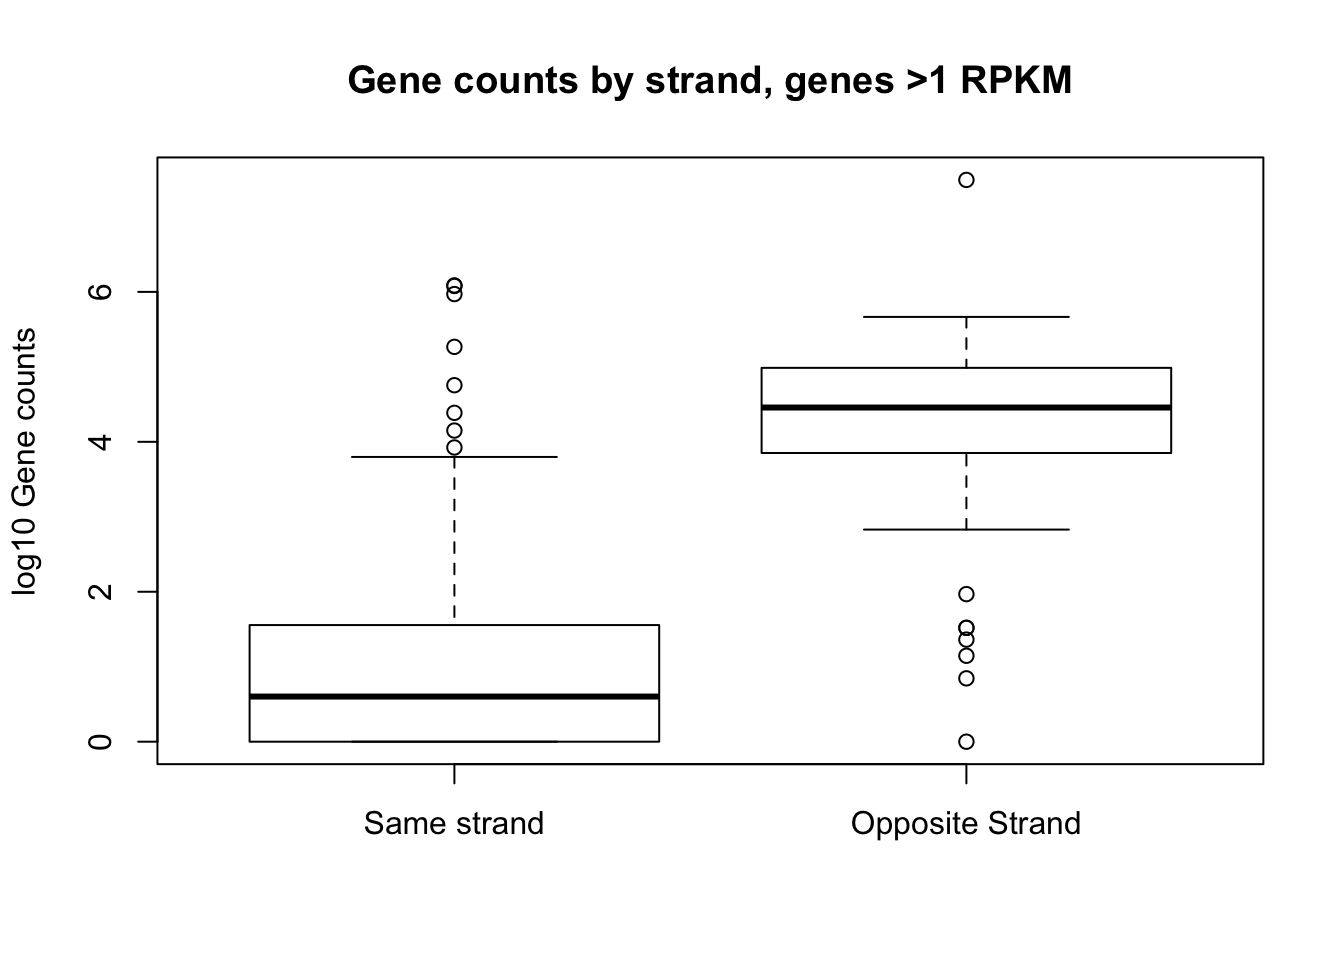 Gene counts by strand, genes >1 RPKM
log10 Gene counts
6
4
2
0
Same strand
Opposite Strand